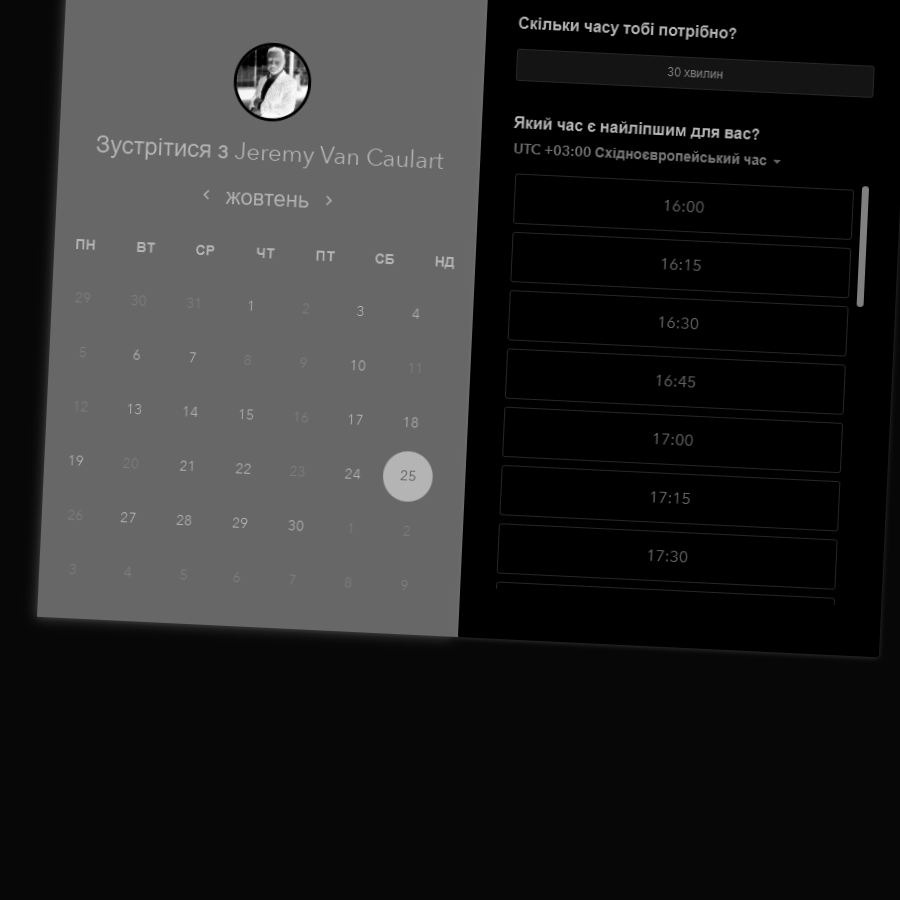 Зустрітися з Jeremy Van Caulart
жовтень
ПН ВТ СР ЧТ ПТ СБ НД
29 30 31 1 2 3 4
5 6 7 8 9 10 11
12 13 14 15 16 17 18
19 20 21 22 23 24 25
26 27 28 29 30 1 2
3 4 5 6 7 8 9
Скільки часу тобі потрібно?
30 хвилин
Який час є найліпшим для вас?
UTC +03:00 Східноєвропейський час
16:00
16:15
16:30
16:45
17:00
17:15
17:30